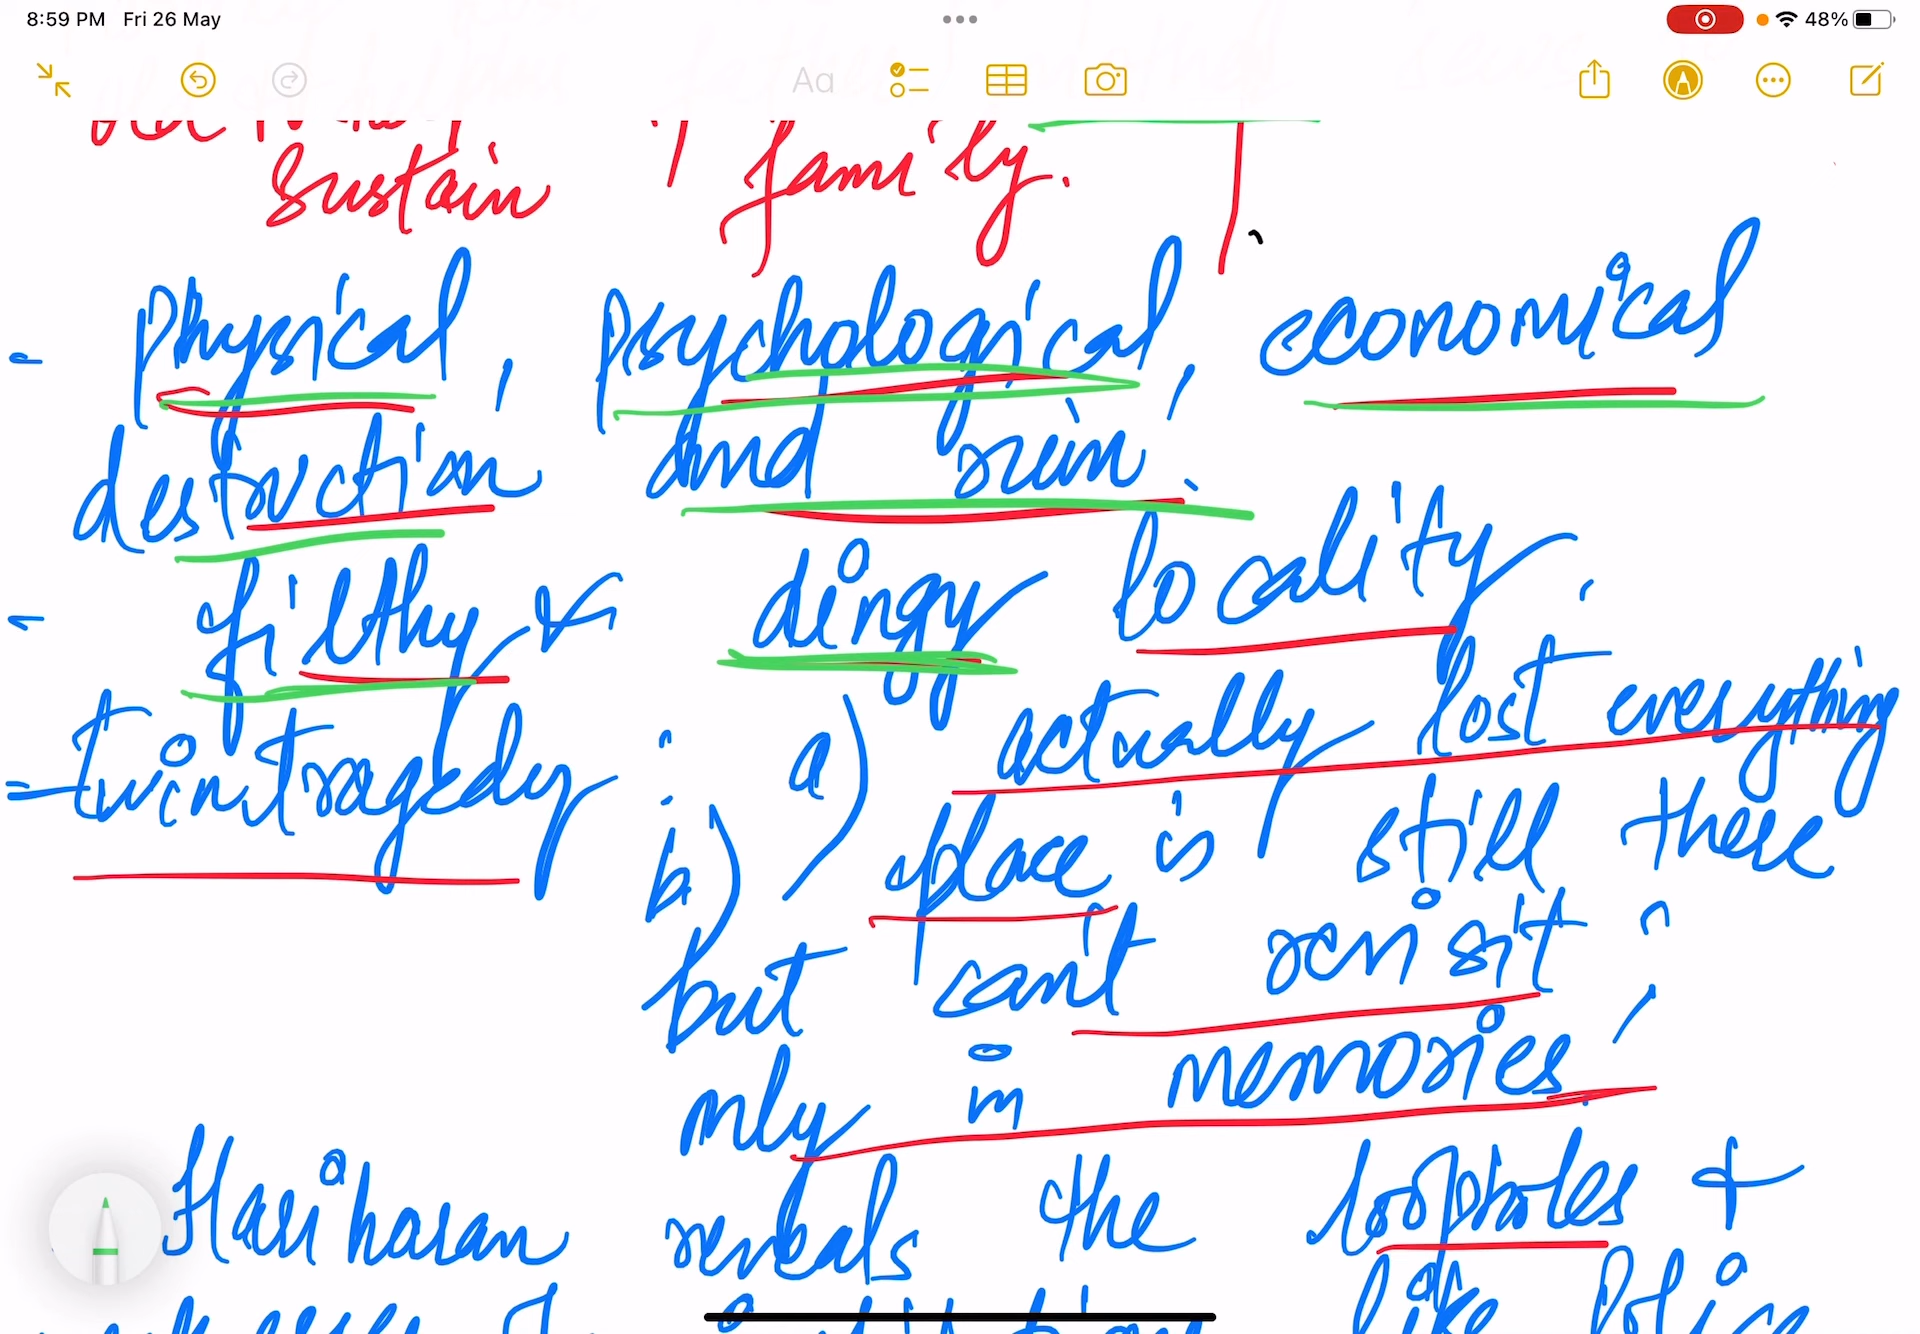 8:59 PM Fri 26 May 48%
Aa
sustain family.
- physical, psychological, economical
destruction and ruin.
- filthy & dingy locality.
= twin tragedy : a) actually lost everything
b) place is still there
but can't revisit ;
only in memories.
Hariharan reveals the loopholes &
like Police